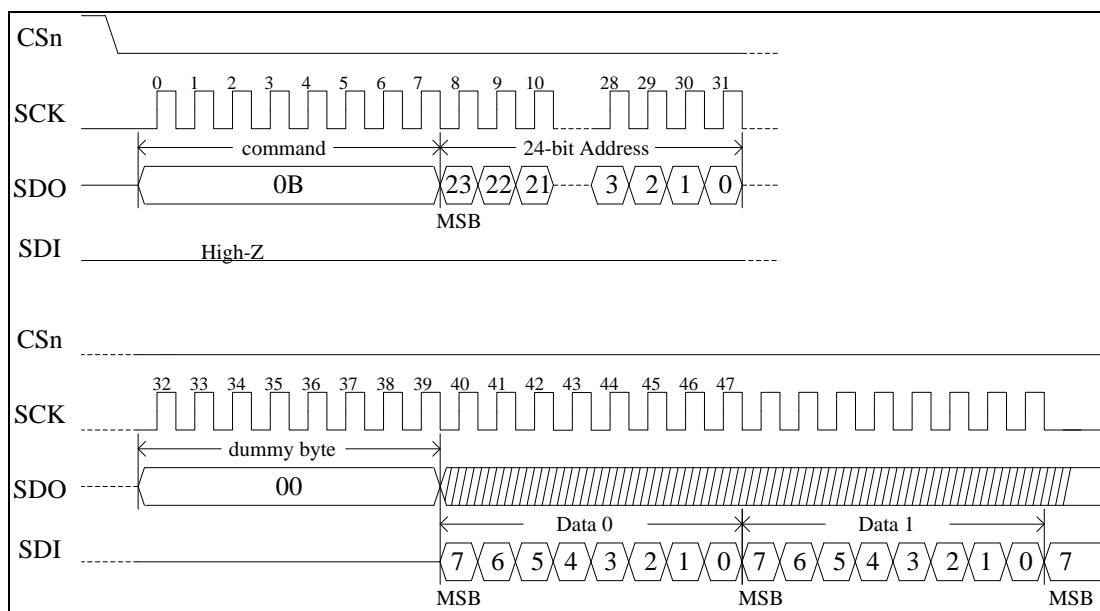 CSn
0 1 2 3 4 5 6 7 8 9 10 28 29 30 31
SCK
command 24-bit Address
SDO 0B 23 22 21 3 2 1 0
MSB
SDI High-Z
CSn
32 33 34 35 36 37 38 39 40 41 42 43 44 45 46 47
SCK
dummy byte
SDO 00
Data 0 Data 1
SDI 7 6 5 4 3 2 1 0 7 6 5 4 3 2 1 0 7
MSB MSB MSB